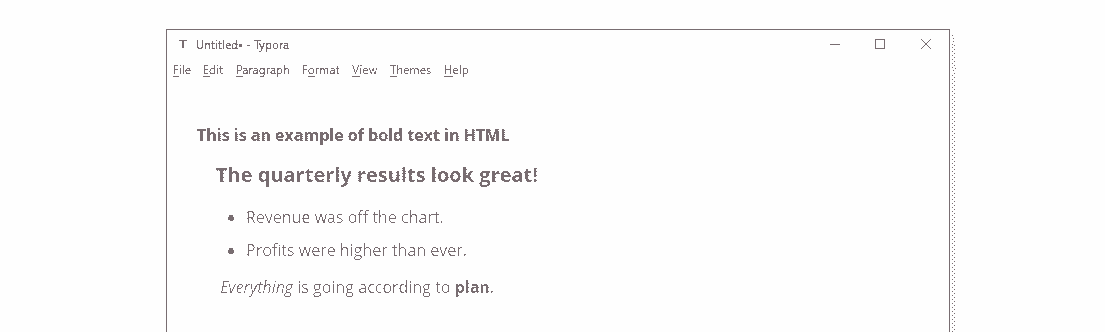 T Untitled• - Typora
File Edit Paragraph Format View Themes Help
This is an example of bold text in HTML
The quarterly results look great!
• Revenue was off the chart.
• Profits were higher than ever.
Everything is going according to plan.